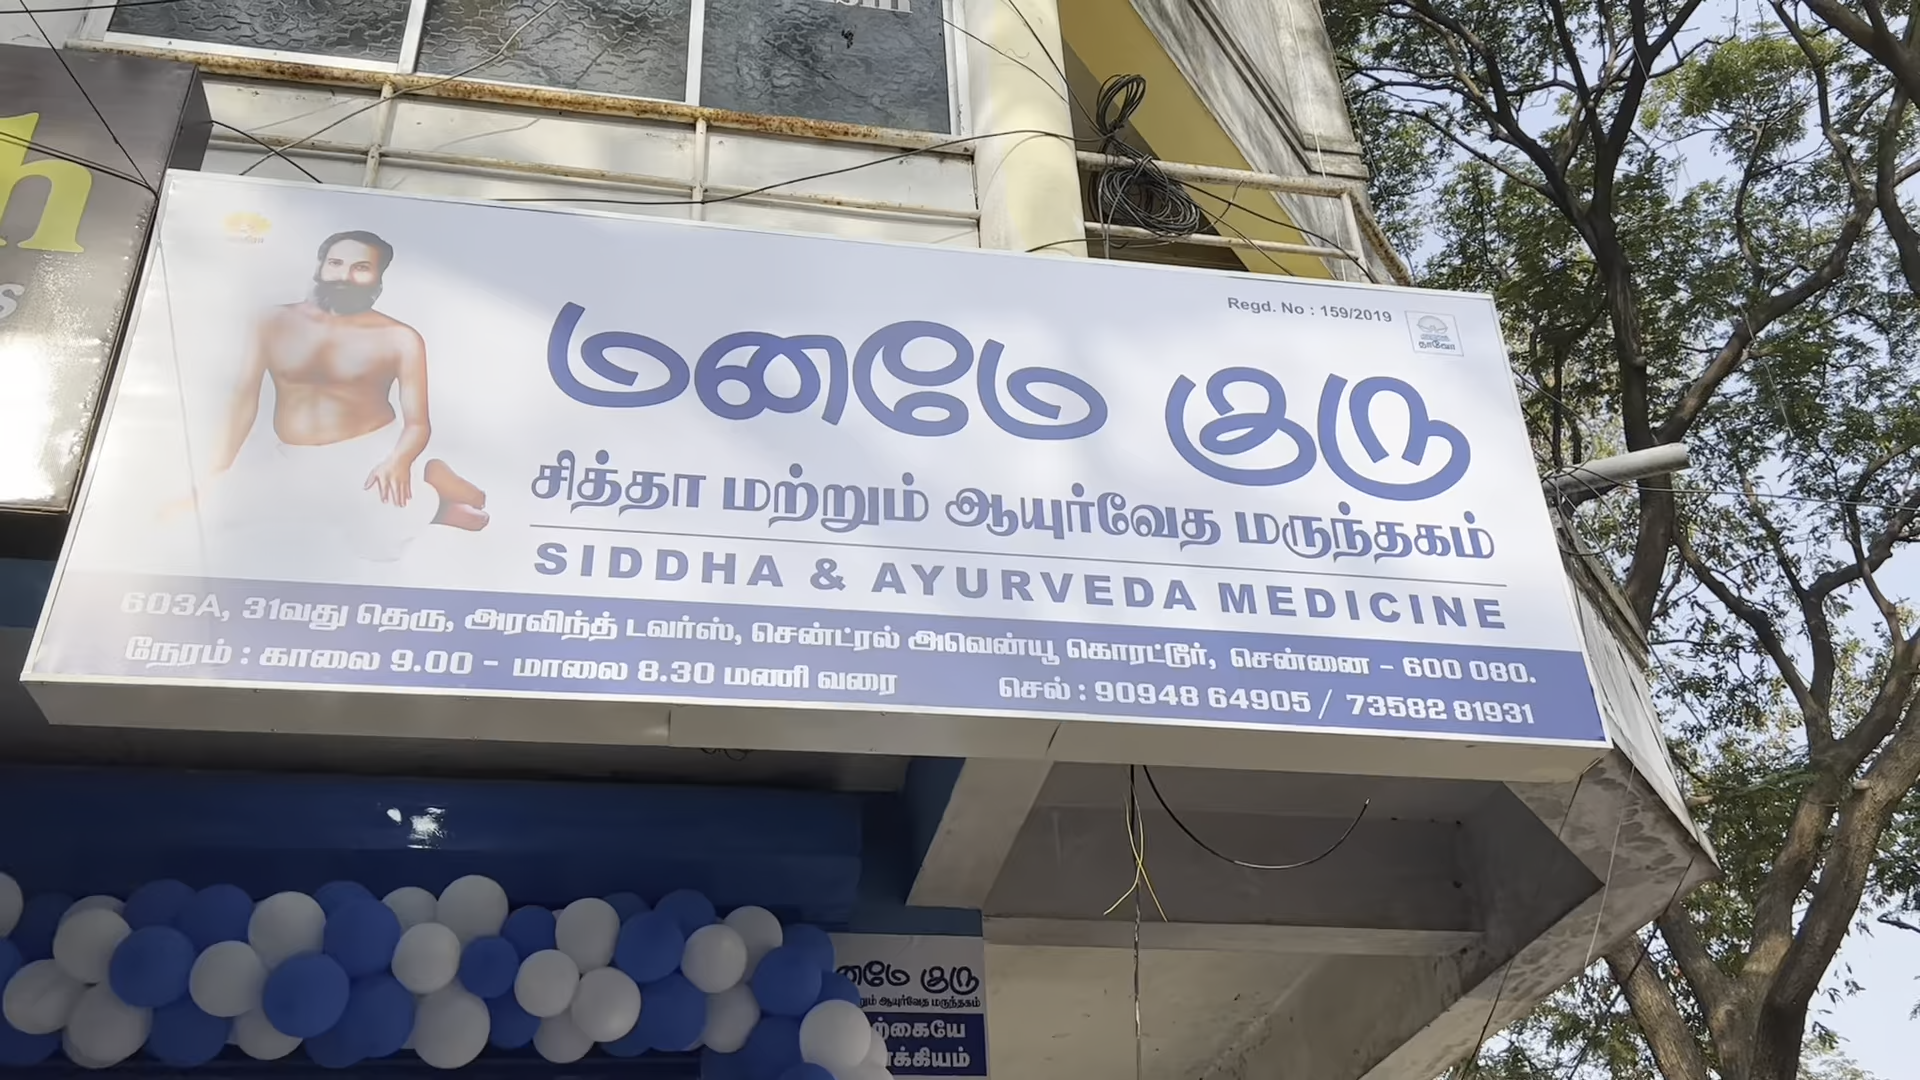 h
s
Regd. No : 159/2019
மனமே குரு
சித்தா மற்றும் ஆயுர்வேத மருந்தகம்
SIDDHA & AYURVEDA MEDICINE
603A, 31வது தெரு, அரவிந்த் டவர்ஸ், சென்ட்ரல் அவென்யூ கொரட்டூர், சென்னை - 600 080.
நேரம் : காலை 9.00 - மாலை 8.30 மணி வரை
செல் : 90948 64905 / 73582 81931
குரு
ஆயுர்வேத மருந்தகம்